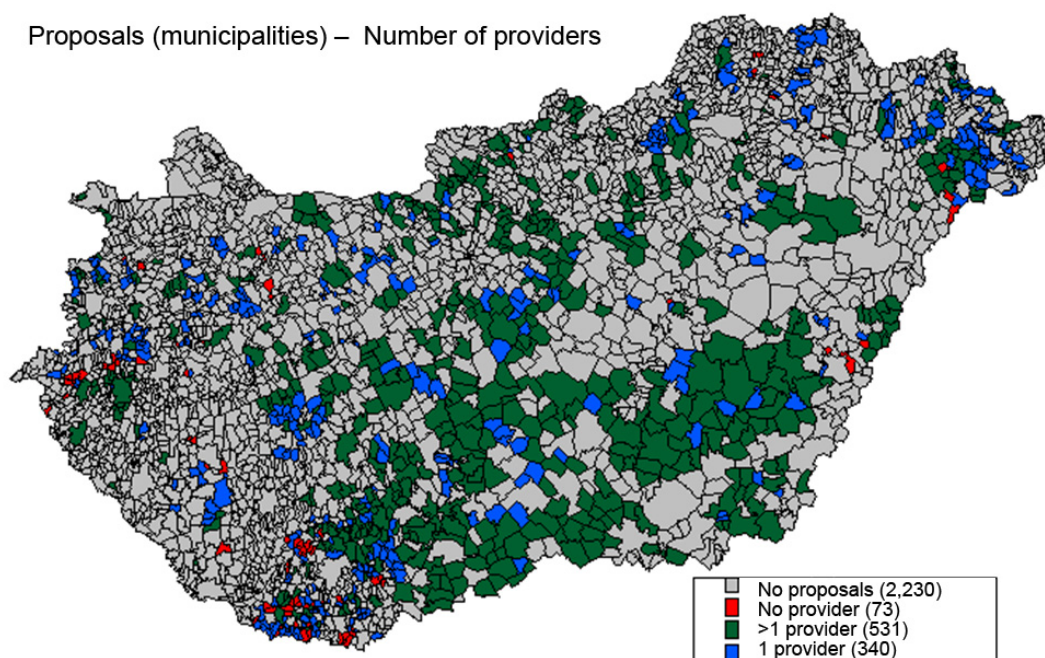 Proposals (municipalities) – Number of providers
No proposals (2,230)
No provider (73)
>1 provider (531)
1 provider (340)